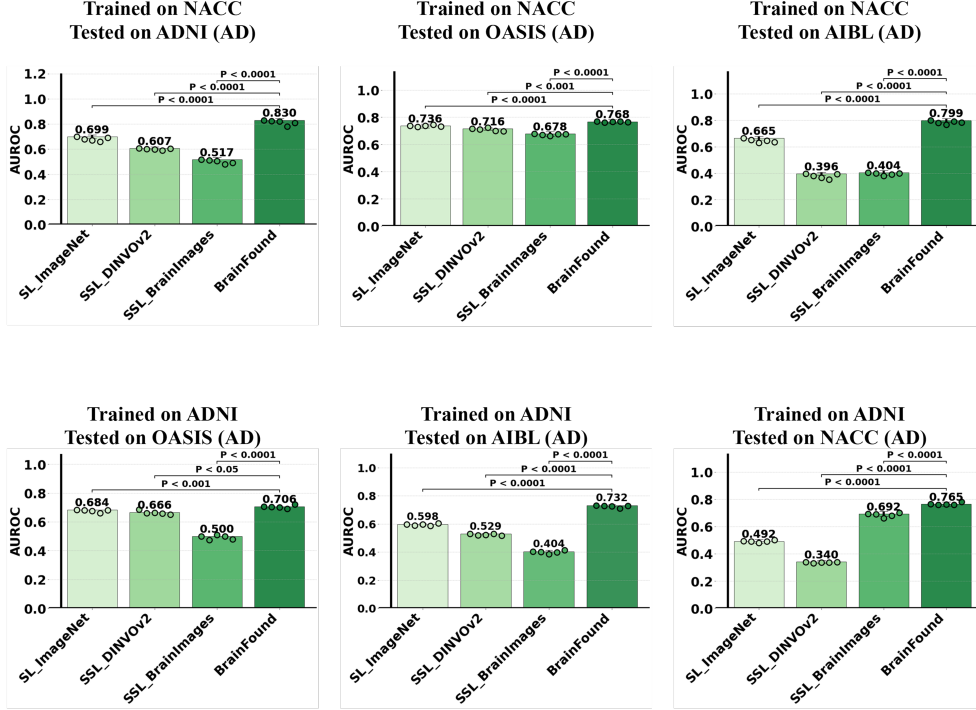 Trained on NACC
Tested on ADNI (AD)
P < 0.0001
P < 0.0001
P < 0.0001
AUROC
1.2
1.0
0.8
0.6
0.4
0.2
0.0
0.699
0.607
0.517
0.830
SL_ImageNet
SSL_DINVOv2
SSL_BrainImages
BrainFound
Trained on NACC
Tested on OASIS (AD)
P < 0.0001
P < 0.001
P < 0.0001
AUROC
1.0
0.8
0.6
0.4
0.2
0.0
0.736
0.716
0.678
0.768
SL_ImageNet
SSL_DINVOv2
SSL_BrainImages
BrainFound
Trained on NACC
Tested on AIBL (AD)
P < 0.0001
P < 0.0001
P < 0.0001
AUROC
1.0
0.8
0.6
0.4
0.2
0.0
0.665
0.396
0.404
0.799
SL_ImageNet
SSL_DINVOv2
SSL_BrainImages
BrainFound
Trained on ADNI
Tested on OASIS (AD)
P < 0.0001
P < 0.05
P < 0.001
AUROC
1.0
0.8
0.6
0.4
0.2
0.0
0.684
0.666
0.500
0.706
SL_ImageNet
SSL_DINVOv2
SSL_BrainImages
BrainFound
Trained on ADNI
Tested on AIBL (AD)
P < 0.0001
P < 0.0001
P < 0.0001
AUROC
1.0
0.8
0.6
0.4
0.2
0.0
0.598
0.529
0.404
0.732
SL_ImageNet
SSL_DINVOv2
SSL_BrainImages
BrainFound
Trained on ADNI
Tested on NACC (AD)
P < 0.0001
P < 0.0001
P < 0.0001
AUROC
1.0
0.8
0.6
0.4
0.2
0.0
0.492
0.340
0.692
0.765
SL_ImageNet
SSL_DINVOv2
SSL_BrainImages
BrainFound